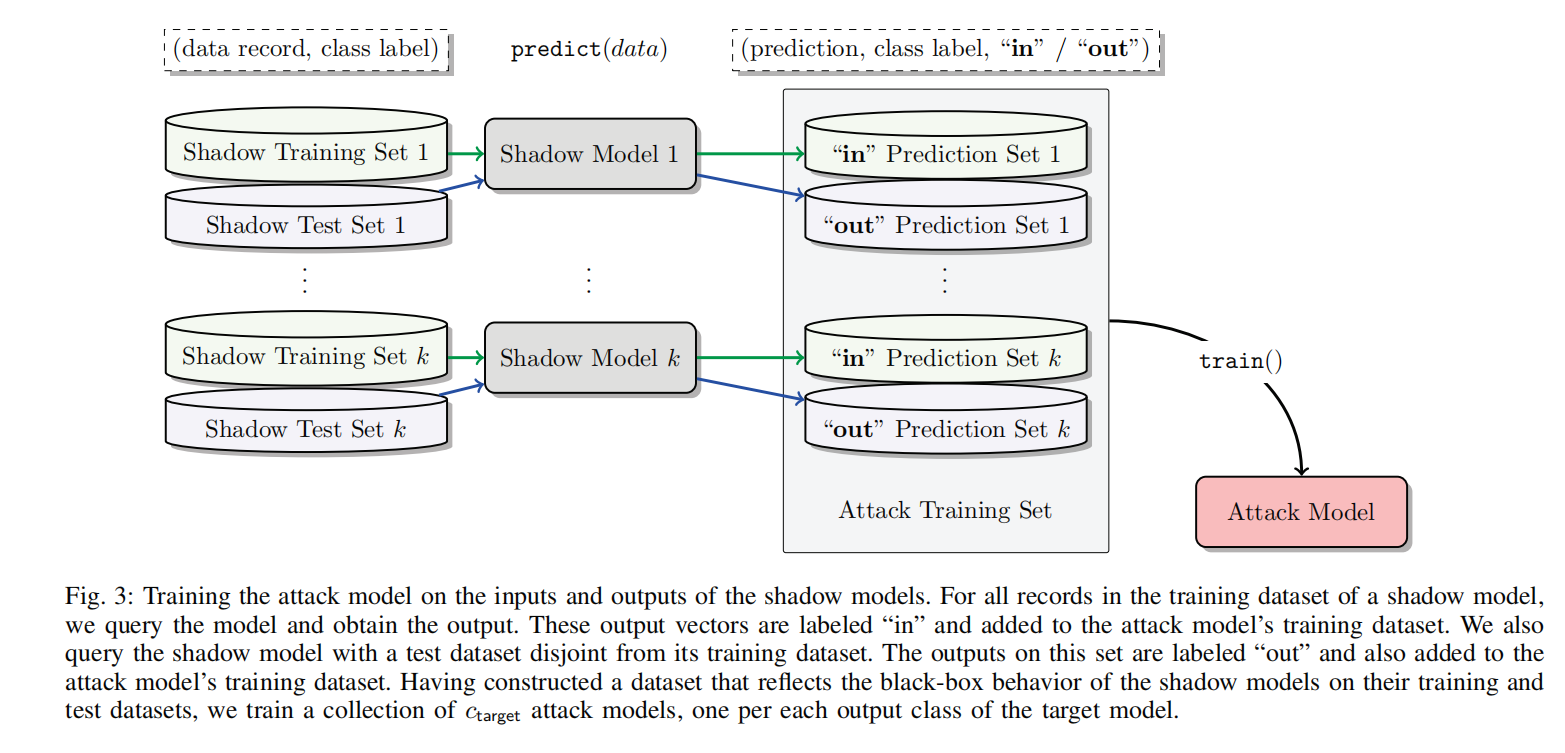 (data record, class label)
predict(data)
(prediction, class label, “in” / “out”)
Shadow Training Set 1
Shadow Model 1
“in” Prediction Set 1
Shadow Test Set 1
“out” Prediction Set 1
Shadow Training Set k
Shadow Model k
“in” Prediction Set k
train()
Shadow Test Set k
“out” Prediction Set k
Attack Training Set
Attack Model
Fig. 3: Training the attack model on the inputs and outputs of the shadow models. For all records in the training dataset of a shadow model,
we query the model and obtain the output. These output vectors are labeled “in” and added to the attack model’s training dataset. We also
query the shadow model with a test dataset disjoint from its training dataset. The outputs on this set are labeled “out” and also added to the
attack model’s training dataset. Having constructed a dataset that reflects the black-box behavior of the shadow models on their training and
test datasets, we train a collection of c_target attack models, one per each output class of the target model.